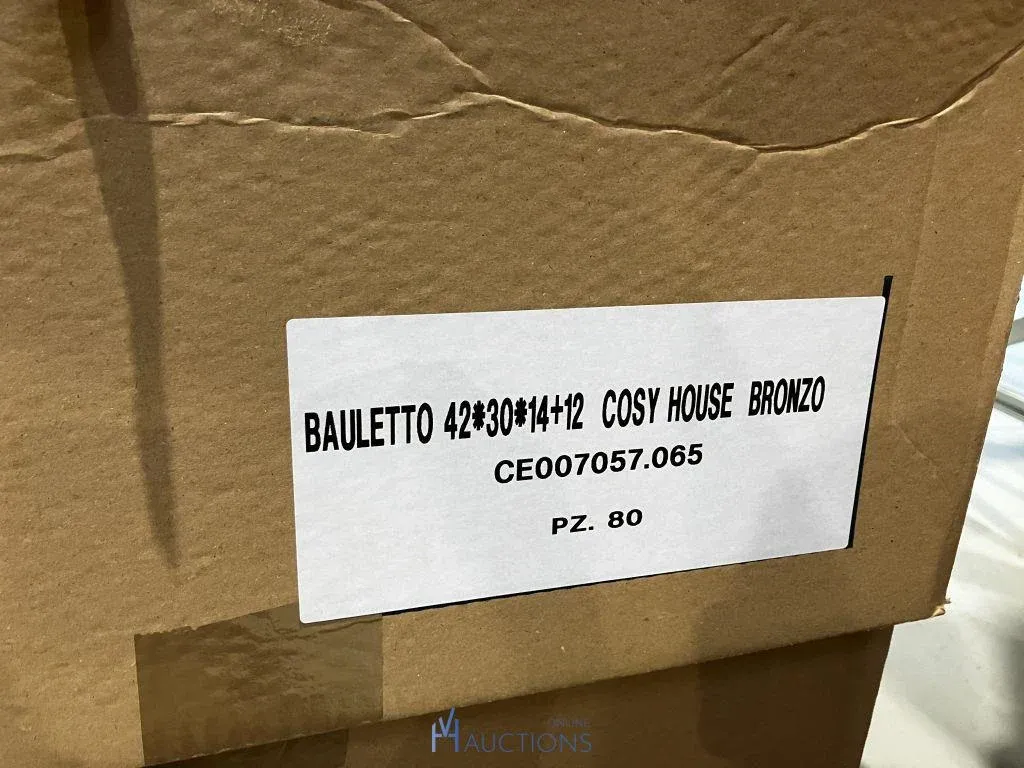 BAULETTO 42*30*14+12 COSY HOUSE BRONZO
CE007057.065
PZ. 80
ONLINE
AUCTIONS